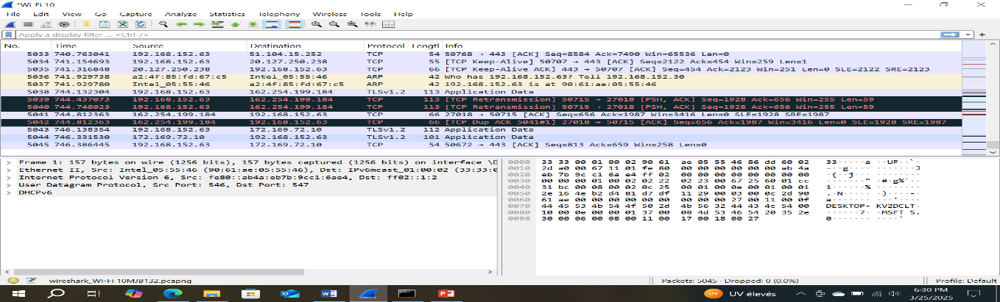 *Wi-Fi 10
File Edit View Go Capture Analyze Statistics Telephony Wireless Tools Help
Apply a display filter ... <Ctrl-/>
No. Time Source Destination Protocol Lengtl Info
5033 740.763041 192.168.152.63 51.104.15.252 TCP 54 50768 → 443 [ACK] Seq=8584 Ack=7490 Win=65536 Len=0
5034 741.154693 192.168.152.63 20.127.250.238 TCP 55 [TCP Keep-Alive] 50707 → 443 [ACK] Seq=2122 Ack=454 Win=259 Len=1
5035 741.316848 20.127.250.238 192.168.152.63 TCP 66 [TCP Keep-Alive ACK] 443 → 50707 [ACK] Seq=454 Ack=2123 Win=251 Len=0 SLE=2122 SRE=2123
5036 741.929738 a2:4f:85:fd:67:c5 Intel_05:55:46 ARP 42 Who has 192.168.152.63? Tell 192.168.152.30
5037 741.929780 Intel_05:55:46 a2:4f:85:fd:67:c5 ARP 42 192.168.152.63 is at 90:61:ae:05:55:46
5038 744.132304 192.168.152.63 162.254.199.184 TLSv1.2 113 Application Data
5039 744.437073 192.168.152.63 162.254.199.184 TCP 113 [TCP Retransmission] 50715 → 27018 [PSH, ACK] Seq=1928 Ack=656 Win=255 Len=59
5040 744.748023 192.168.152.63 162.254.199.184 TCP 113 [TCP Retransmission] 50715 → 27018 [PSH, ACK] Seq=1928 Ack=656 Win=255 Len=59
5041 744.812363 162.254.199.184 192.168.152.63 TCP 66 27018 → 50715 [ACK] Seq=656 Ack=1987 Win=3416 Len=0 SLE=1928 SRE=1987
5042 744.812363 162.254.199.184 192.168.152.63 TCP 66 [TCP Dup ACK 5041#1] 27018 → 50715 [ACK] Seq=656 Ack=1987 Win=3416 Len=0 SLE=1928 SRE=1987
5043 746.138354 192.168.152.63 172.169.72.10 TLSv1.2 112 Application Data
5044 746.331530 172.169.72.10 192.168.152.63 TLSv1.2 101 Application Data
5045 746.386445 192.168.152.63 172.169.72.10 TCP 54 50672 → 443 [ACK] Seq=813 Ack=659 Win=258 Len=0
> Frame 1: 157 bytes on wire (1256 bits), 157 bytes captured (1256 bits) on interface \D
> Ethernet II, Src: Intel_05:55:46 (90:61:ae:05:55:46), Dst: IPv6mcast_01:00:02 (33:33:0
> Internet Protocol Version 6, Src: fe80::ab4a:eb7b:9cc1:6ae4, Dst: ff02::1:2
> User Datagram Protocol, Src Port: 546, Dst Port: 547
> DHCPv6
0000 33 33 00 01 00 02 90 61 ae 05 55 46 86 dd 60 02 33·····a ··UF··`·
0010 2d a0 00 67 11 01 fe 80 00 00 00 00 00 00 ab 4a -··g···· ·······J
0020 eb 7b 9c c1 6a e4 ff 02 00 00 00 00 00 00 00 00 ·{··j··· ········
0030 00 00 00 01 00 02 02 22 02 23 00 67 25 60 01 cc ·······" ·#·g%`··
0040 31 bc 00 08 00 02 0c 25 00 01 00 0e 00 01 00 01 1······% ········
0050 2e 16 4e b2 d4 81 d7 df 11 29 00 03 00 0c 2d 90 .·N····· ·)····-·
0060 61 ae 00 00 00 00 00 00 00 00 00 27 00 11 00 0f a······· ···'····
0070 44 45 53 4b 54 4f 50 2d 4b 56 32 44 43 4c 54 00 DESKTOP- KV2DCLT·
0080 10 00 0e 00 00 01 37 00 08 4d 53 46 54 20 35 2e ······7· ·MSFT 5.
0090 30 00 06 00 08 00 11 00 17 00 18 00 27 0······· ····'
wireshark_Wi-Fi 10MJB132.pcapng Packets: 5045 · Dropped: 0 (0.0%) Profile: Default
UV UV élevés 6:30 PM
3/25/2025